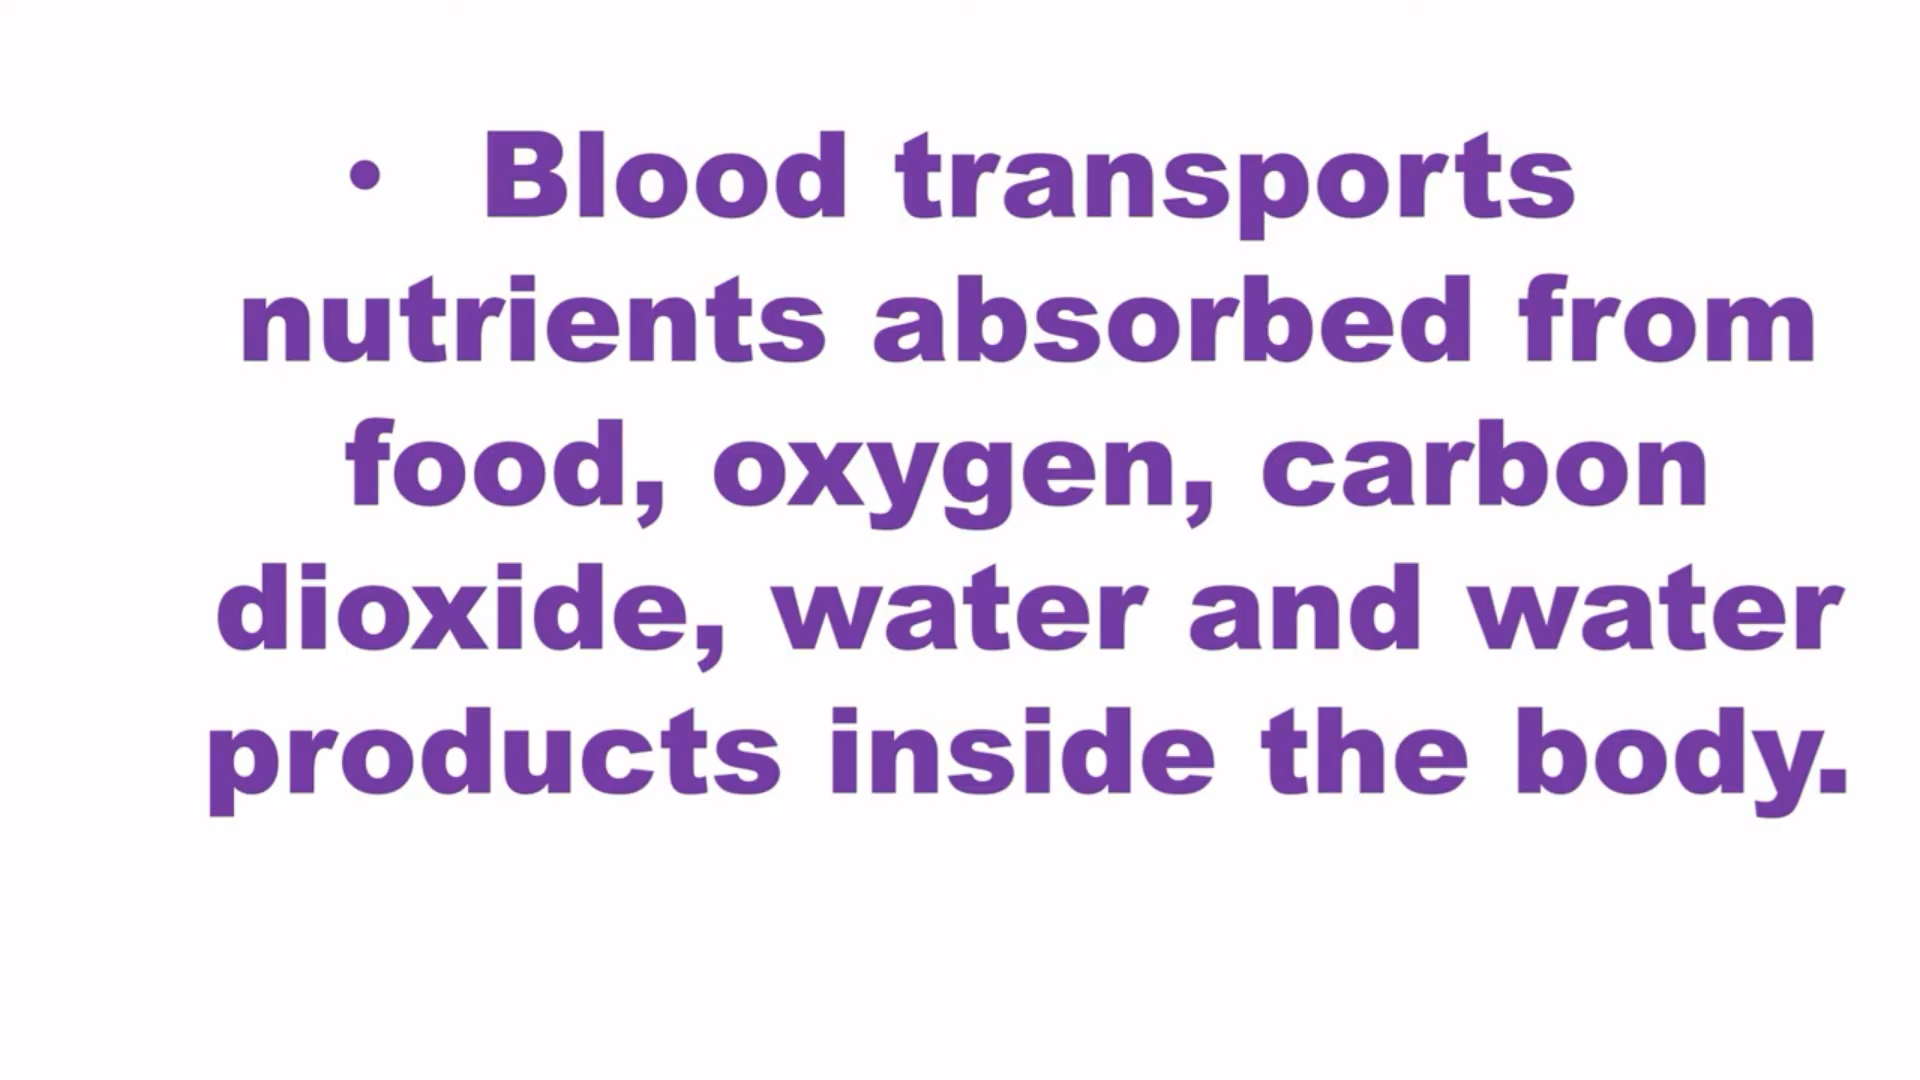 • Blood transports
nutrients absorbed from
food, oxygen, carbon
dioxide, water and water
products inside the body.